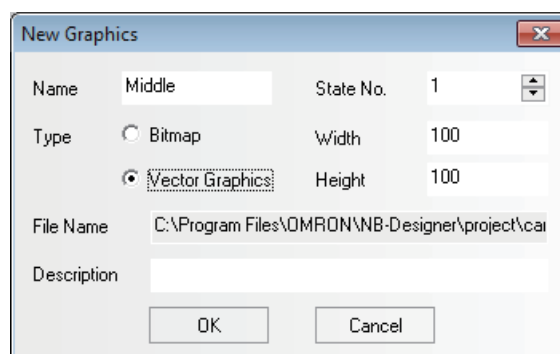 New Graphics
Name Middle State No. 1
Type Bitmap Width 100
Vector Graphics Height 100
File Name C:\Program Files\OMRON\NB-Designer\project\car
Description
OK Cancel